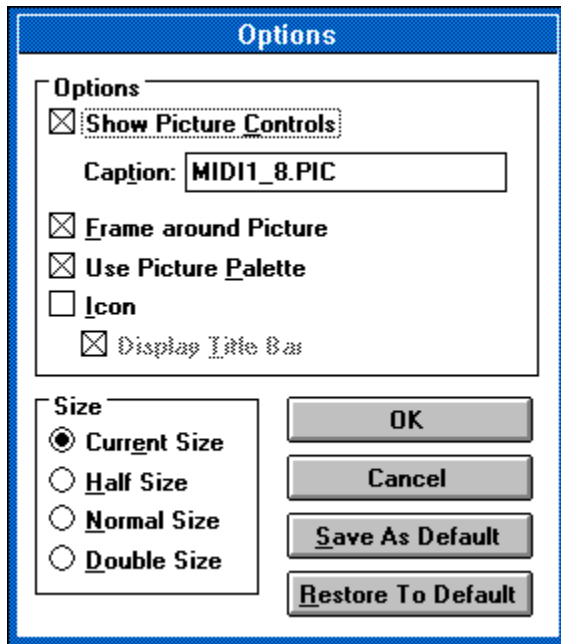 Options
Options
Show Picture Controls
Caption: MIDI1_8.PIC
Frame around Picture
Use Picture Palette
Icon
Display Title Bar
Size
Current Size
Half Size
Normal Size
Double Size
OK
Cancel
Save As Default
Restore To Default